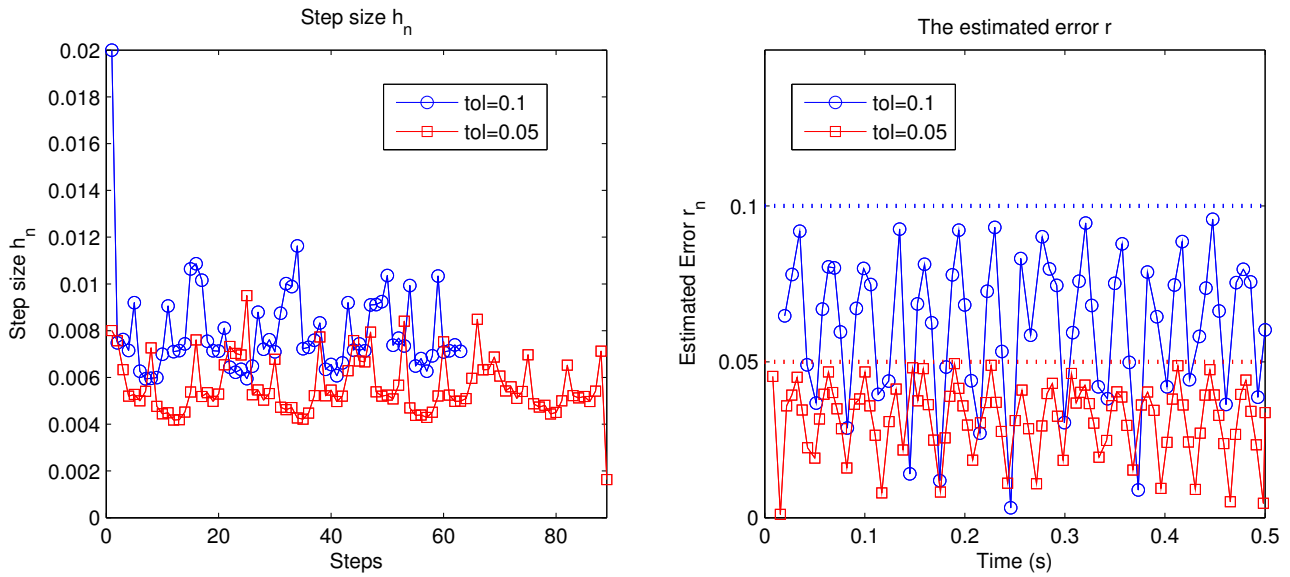 Step size h_n
0.02
0.018
0.016
0.014
0.012
0.01
0.008
0.006
0.004
0.002
0
Step size h_n
tol=0.1
tol=0.05
0 20 40 60 80
Steps
The estimated error r
0.1
0.05
0
Estimated Error r_n
tol=0.1
tol=0.05
0 0.1 0.2 0.3 0.4 0.5
Time (s)